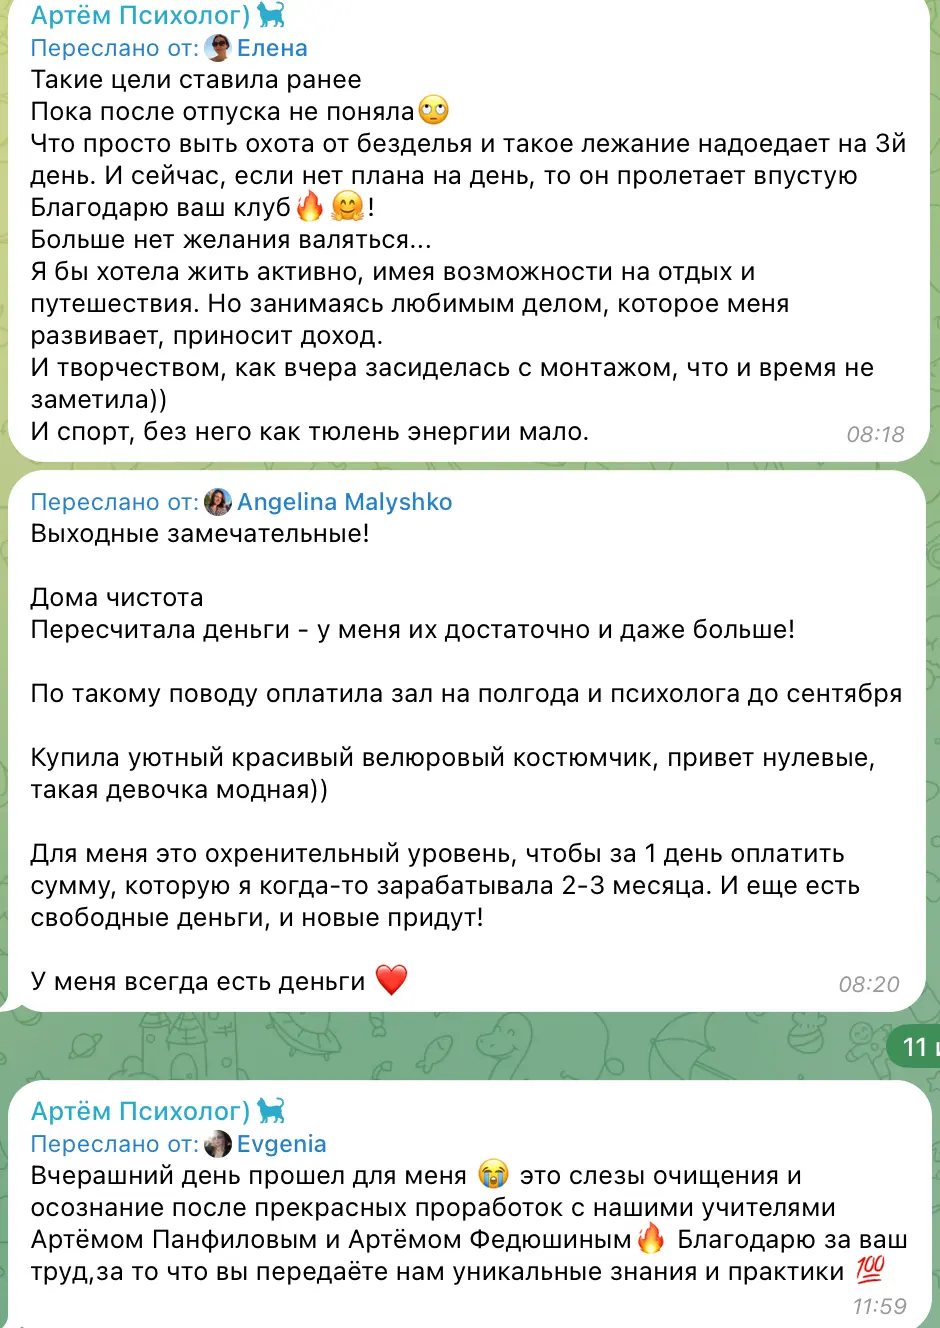 Артём Психолог)
Переслано от: Елена
Такие цели ставила ранее
Пока после отпуска не поняла🙄
Что просто выть охота от безделья и такое лежание надоедает на 3й
день. И сейчас, если нет плана на день, то он пролетает впустую
Благодарю ваш клуб🔥🤗!
Больше нет желания валяться...
Я бы хотела жить активно, имея возможности на отдых и
путешествия. Но занимаясь любимым делом, которое меня
развивает, приносит доход.
И творчеством, как вчера засиделась с монтажом, что и время не
заметила))
И спорт, без него как тюлень энергии мало.
08:18
Переслано от: Angelina Malyshko
Выходные замечательные!
Дома чистота
Пересчитала деньги - у меня их достаточно и даже больше!
По такому поводу оплатила зал на полгода и психолога до сентября
Купила уютный красивый велюровый костюмчик, привет нулевые,
такая девочка модная))
Для меня это охренительный уровень, чтобы за 1 день оплатить
сумму, которую я когда-то зарабатывала 2-3 месяца. И еще есть
свободные деньги, и новые придут!
У меня всегда есть деньги ❤️
08:20
11
Артём Психолог)
Переслано от: Evgenia
Вчерашний день прошел для меня 😭 это слезы очищения и
осознание после прекрасных проработок с нашими учителями
Артёмом Панфиловым и Артёмом Федюшиным🔥 Благодарю за ваш
труд,за то что вы передаёте нам уникальные знания и практики 💯
11:59